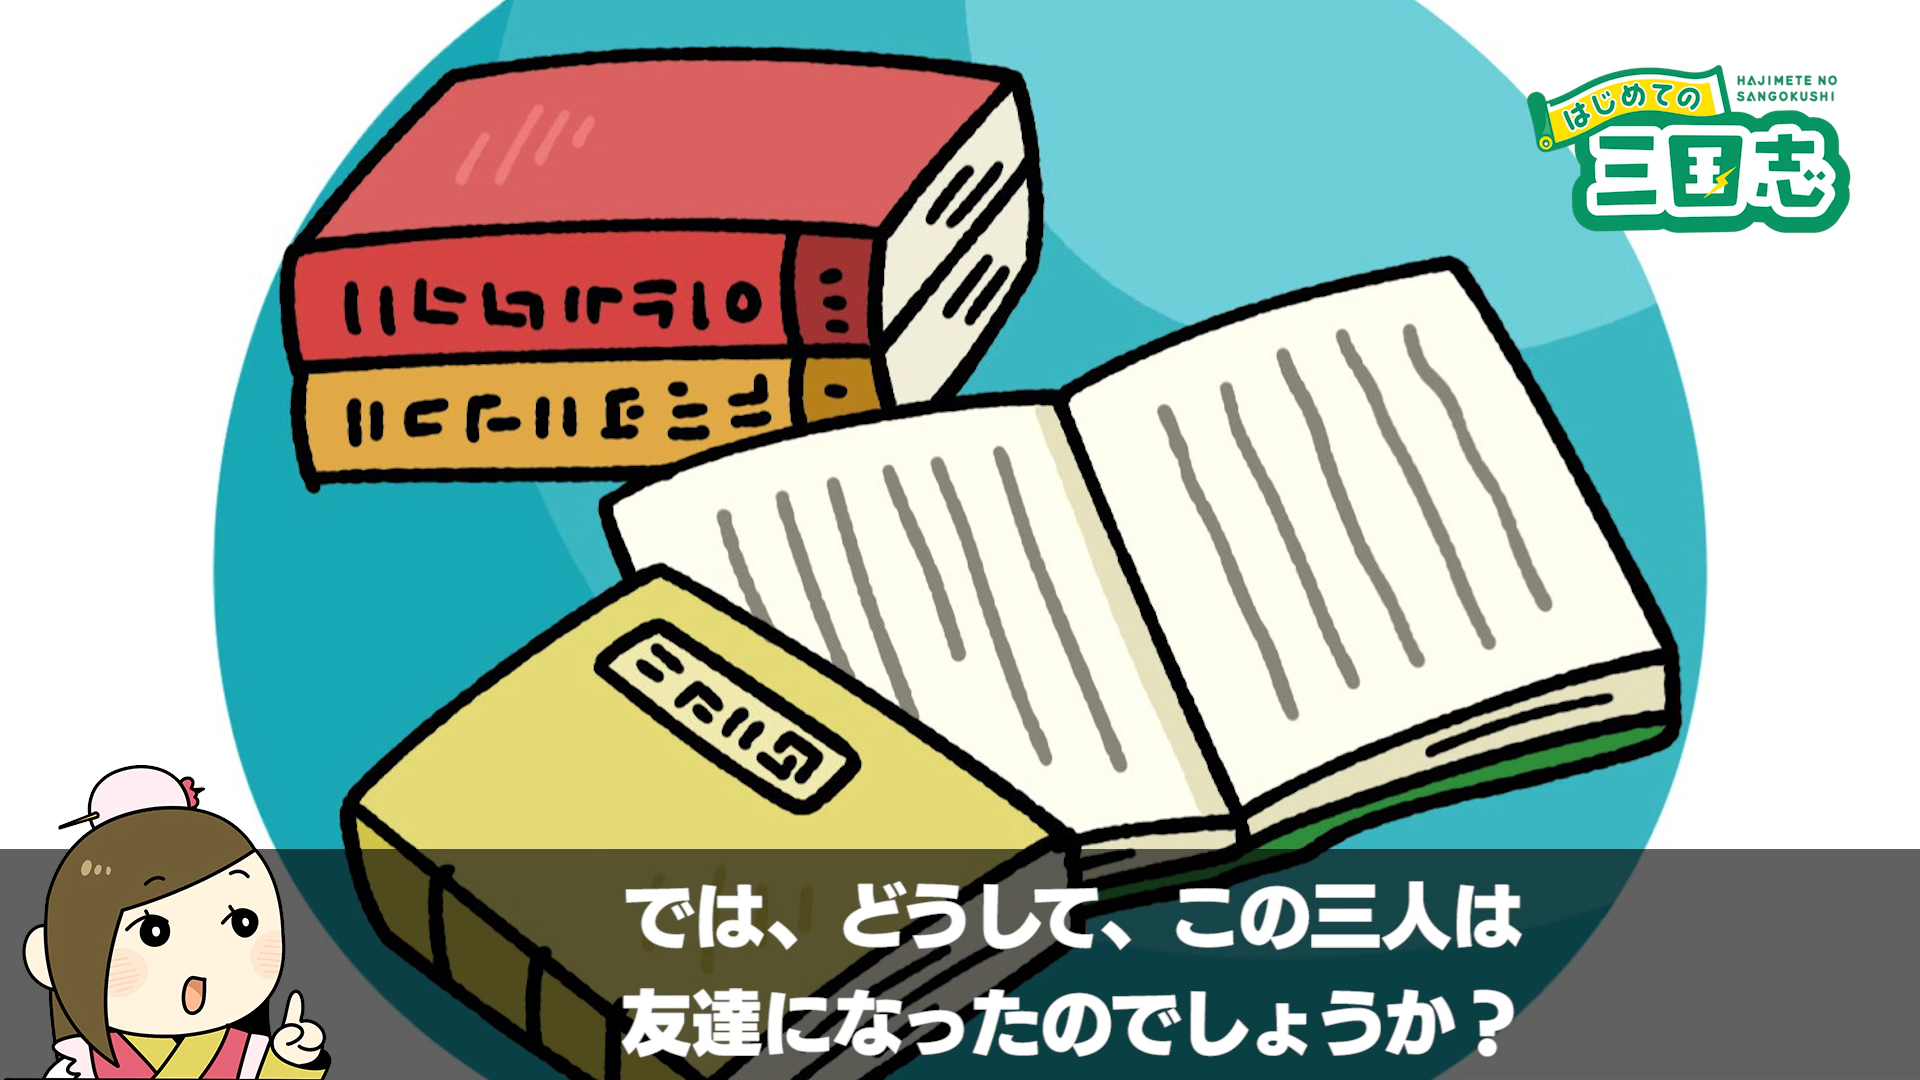 はじめての
HAJIMETE NO
SANGOKUSHI
三国志
では、どうして、この三人は
友達になったのでしょうか？